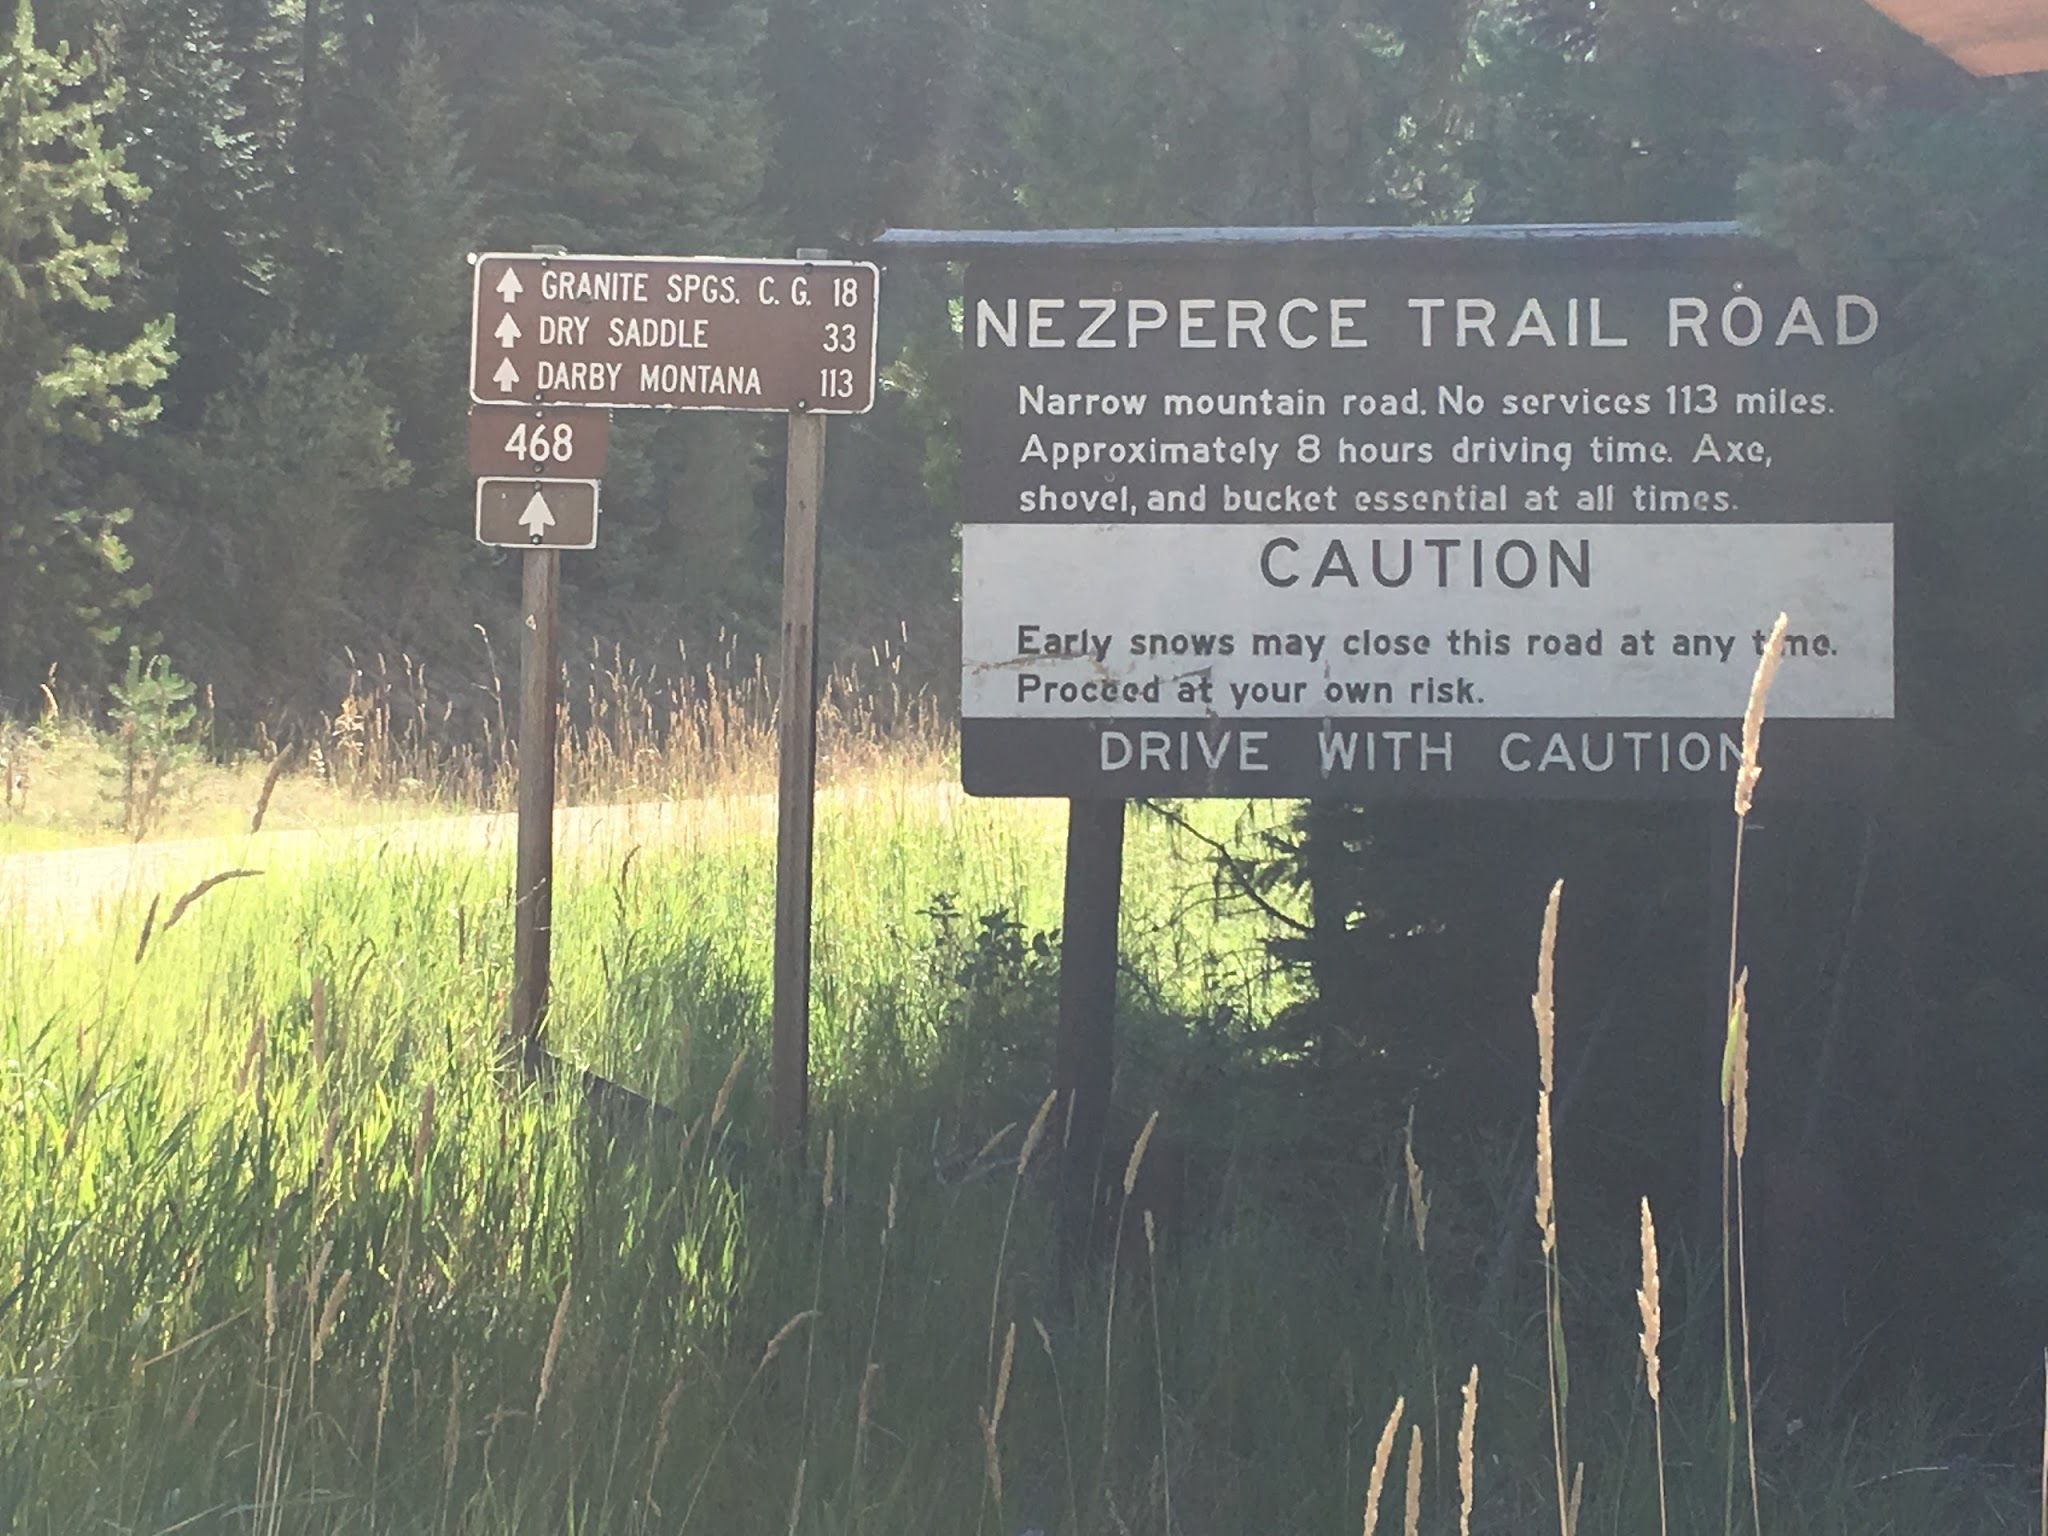 GRANITE SPGS. C. G. 18
DRY SADDLE 33
DARBY MONTANA 113
468
NEZPERCE TRAIL ROAD
Narrow mountain road. No services 113 miles.
Approximately 8 hours driving time. Axe,
shovel, and bucket essential at all times.
CAUTION
Early snows may close this road at any time.
Proceed at your own risk.
DRIVE WITH CAUTION